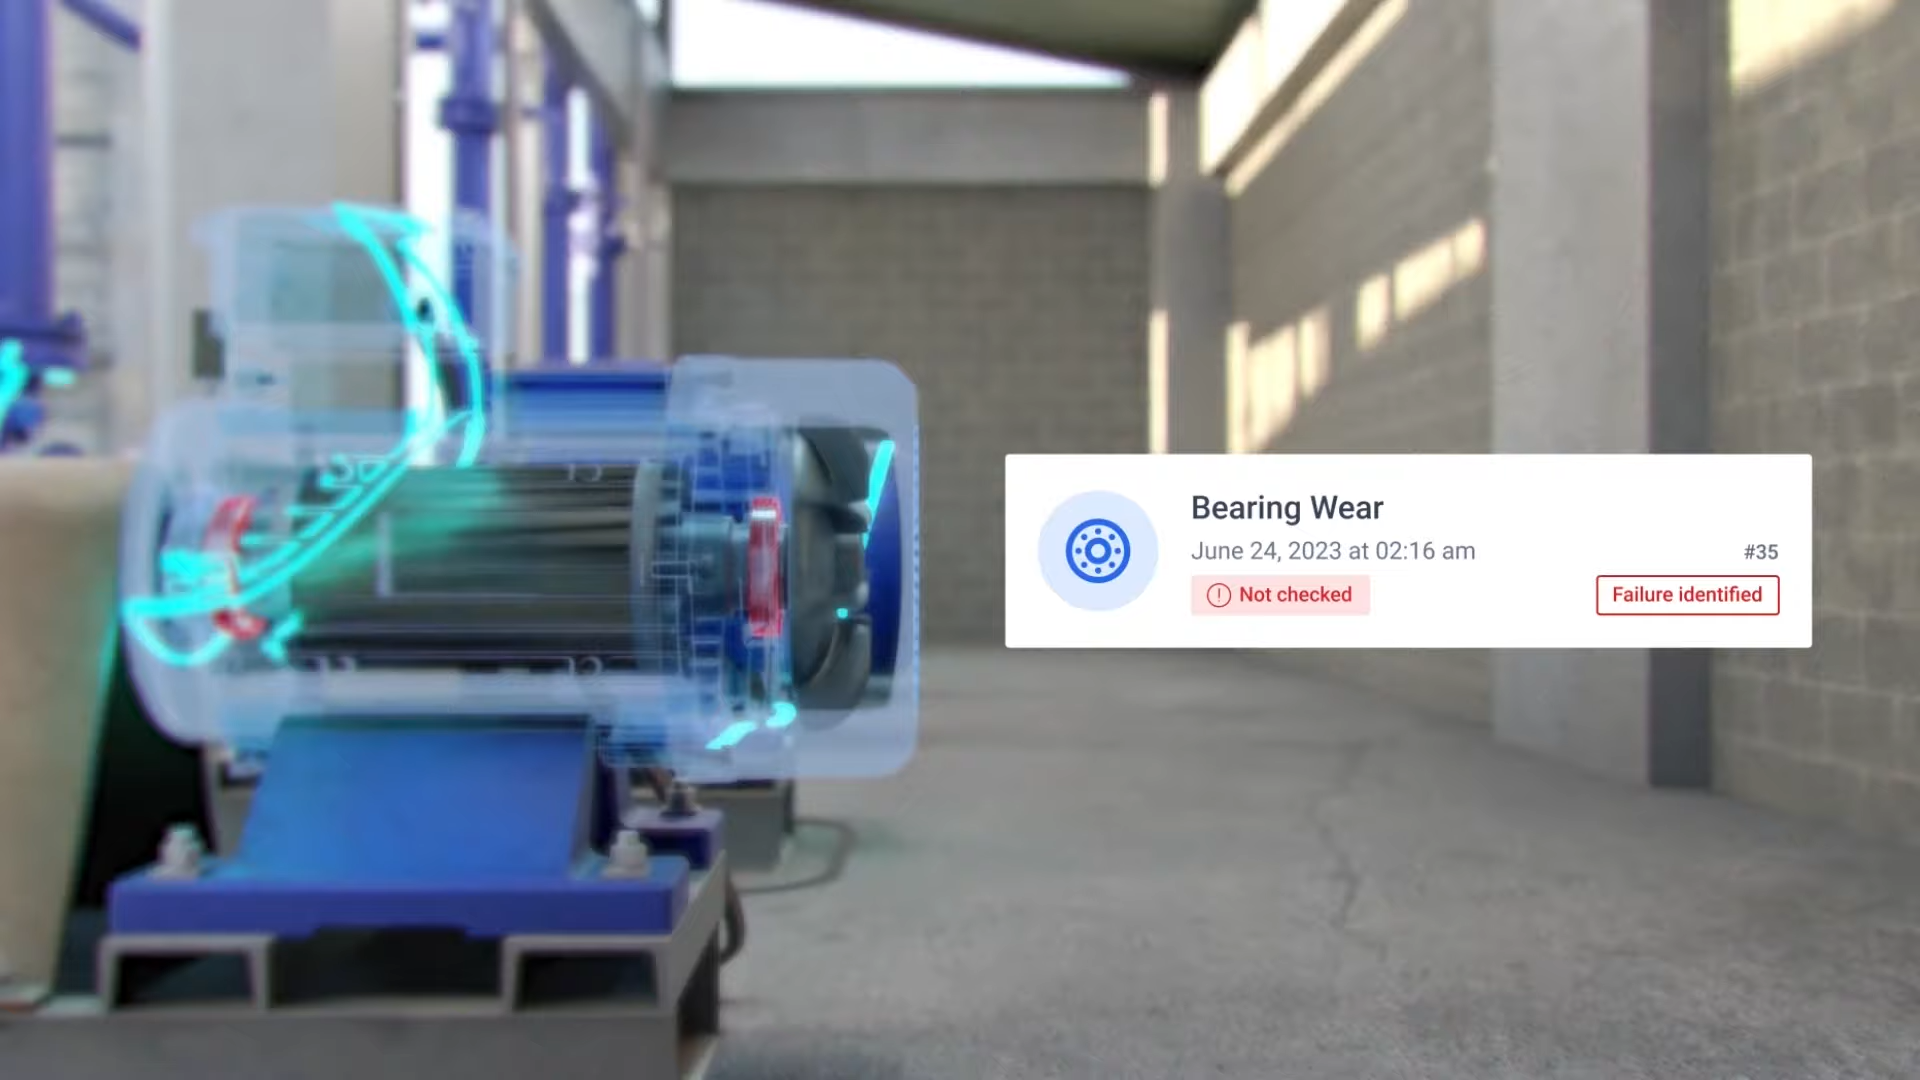 Bearing Wear
June 24, 2023 at 02:16 am
#35
Not checked
Failure identified